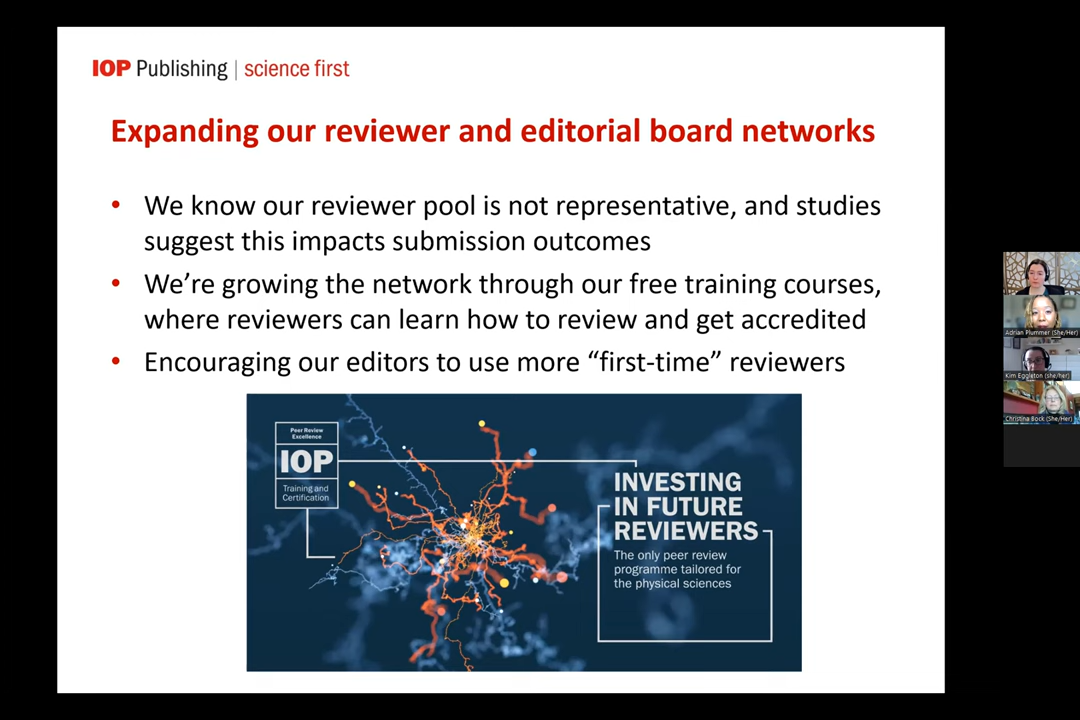 IOP Publishing | science first
Expanding our reviewer and editorial board networks
• We know our reviewer pool is not representative, and studies
suggest this impacts submission outcomes
• We’re growing the network through our free training courses,
where reviewers can learn how to review and get accredited
• Encouraging our editors to use more “first-time” reviewers
Peer Review
Excellence
IOP
Training and
Certification
INVESTING
IN FUTURE
REVIEWERS
The only peer review
programme tailored for
the physical sciences
Adrian Plummer (She/Her)
Kim Eggleton (she/her)
Christina Bock (She/Her)